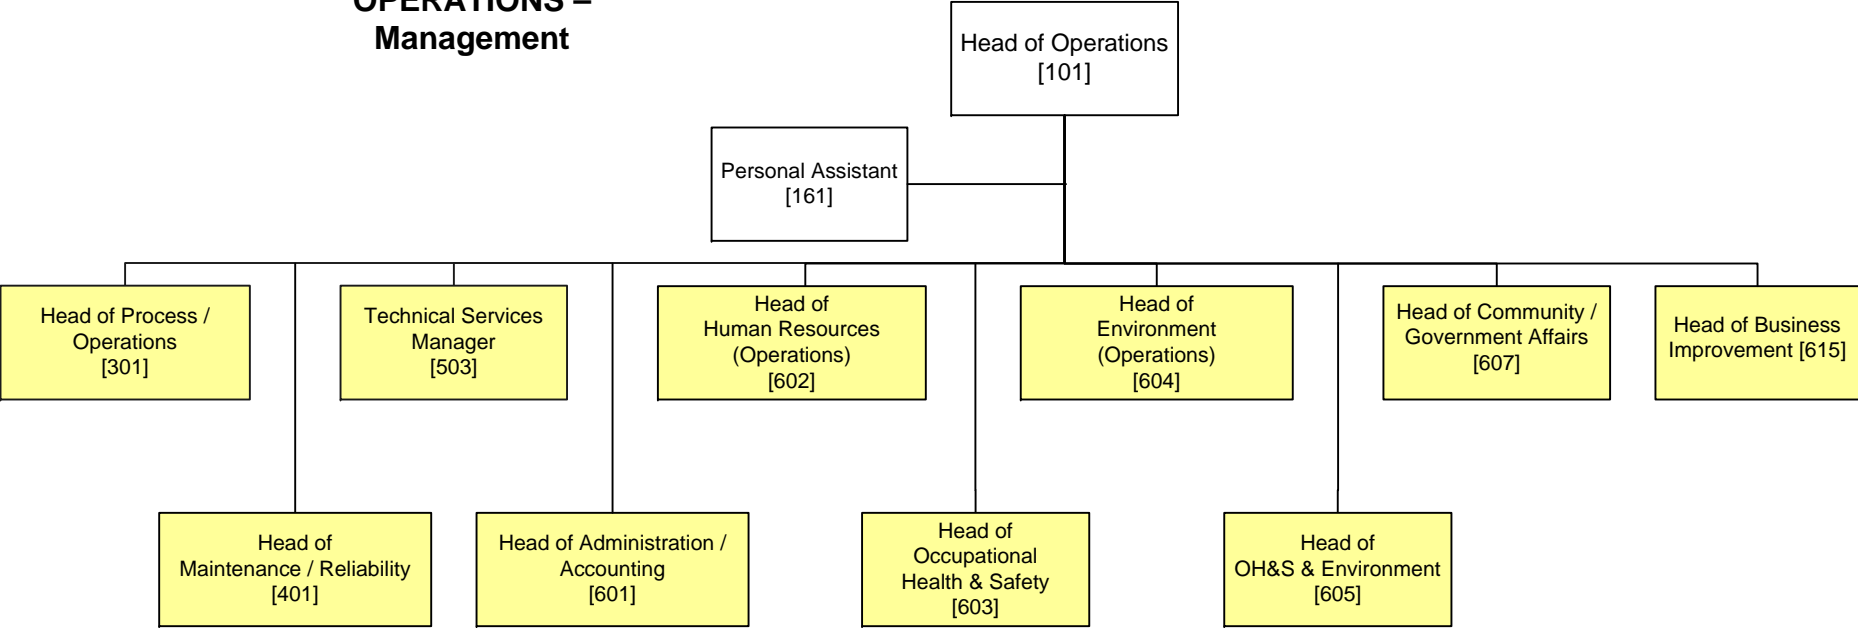 OPERATIONS –
Management
Head of Operations
[101]
Personal Assistant
[161]
Head of Process /
Operations
[301]
Technical Services
Manager
[503]
Head of
Human Resources
(Operations)
[602]
Head of
Environment
(Operations)
[604]
Head of Community /
Government Affairs
[607]
Head of Business
Improvement [615]
Head of
Maintenance / Reliability
[401]
Head of Administration /
Accounting
[601]
Head of
Occupational
Health & Safety
[603]
Head of
OH&S & Environment
[605]